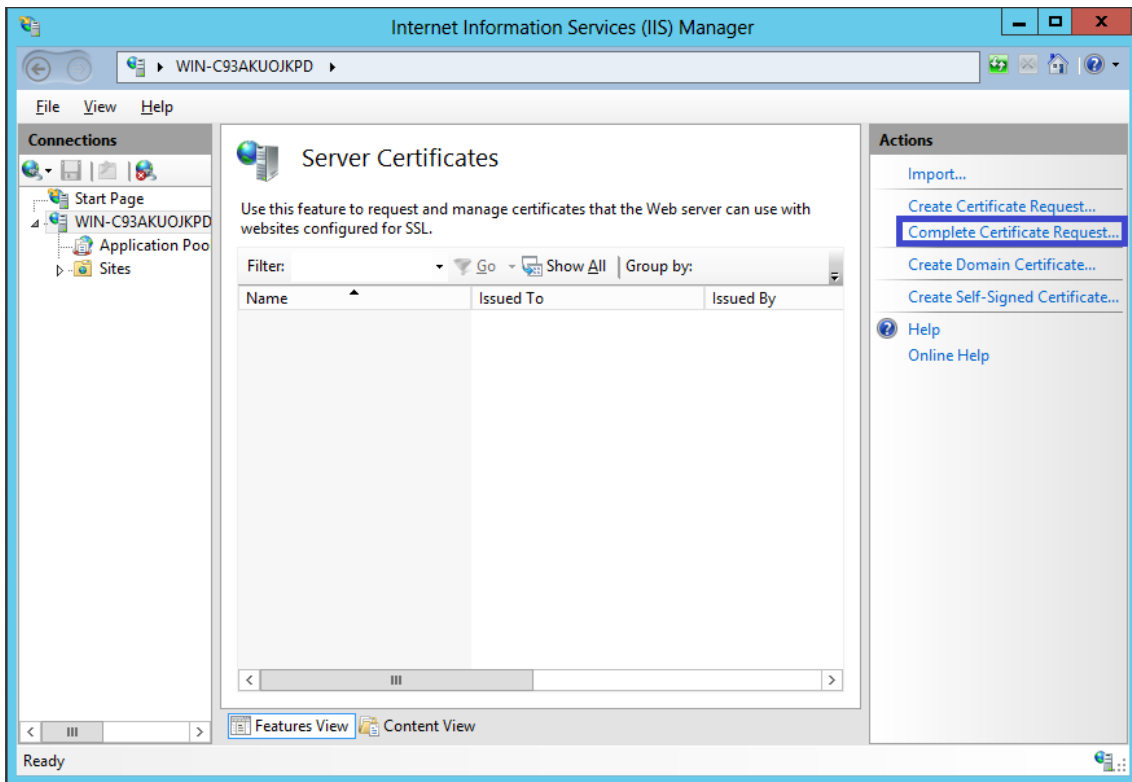 Internet Information Services (IIS) Manager
WIN-C93AKUOJKPD
File View Help
Connections
Start Page
WIN-C93AKUOJKPD
Application Poo
Sites
Server Certificates
Use this feature to request and manage certificates that the Web server can use with
websites configured for SSL.
Filter: Go Show All Group by:
Name Issued To Issued By
Features View Content View
Actions
Import...
Create Certificate Request...
Complete Certificate Request...
Create Domain Certificate...
Create Self-Signed Certificate...
Help
Online Help
Ready